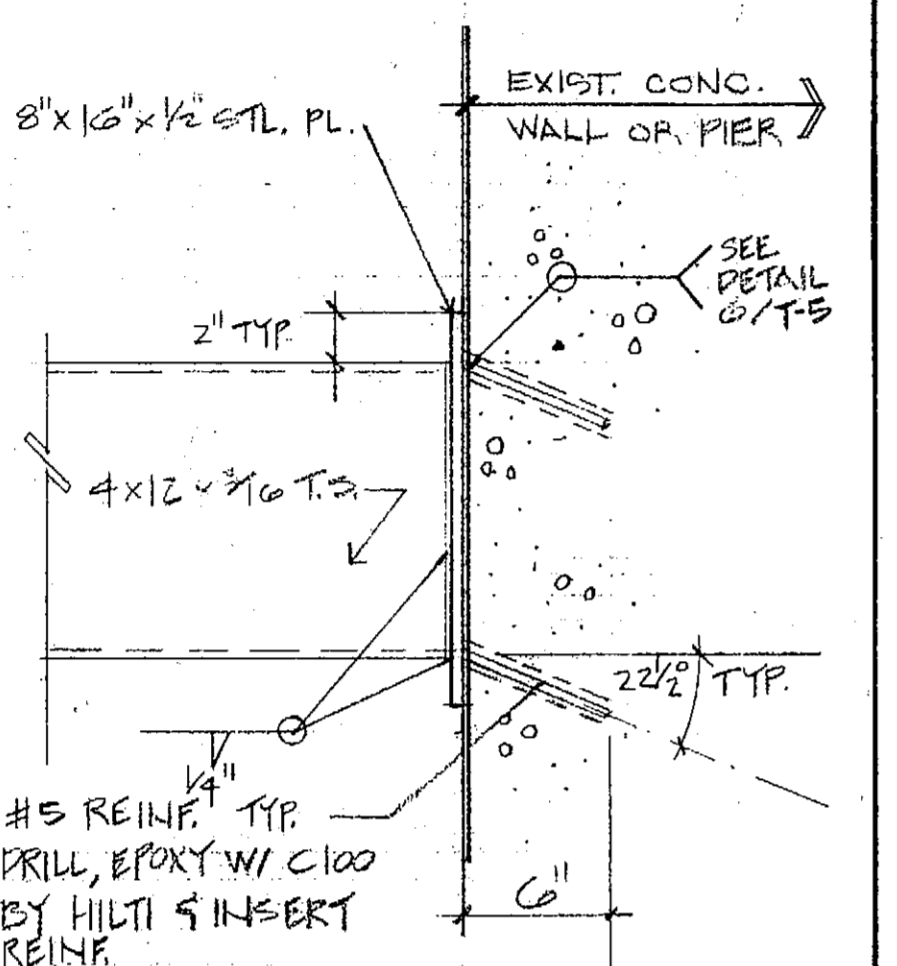 EXIST. CONC.
WALL OR PIER
8"x16"x1/2" STL. PL.
SEE
DETAIL
6/T-5
2" TYP.
4x12x3/16 T.S.
22 1/2° TYP.
1/4"
#5 REINF. TYP.
DRILL, EPOXY W/ C100
BY HILTI & INSERT
REINF.
6"